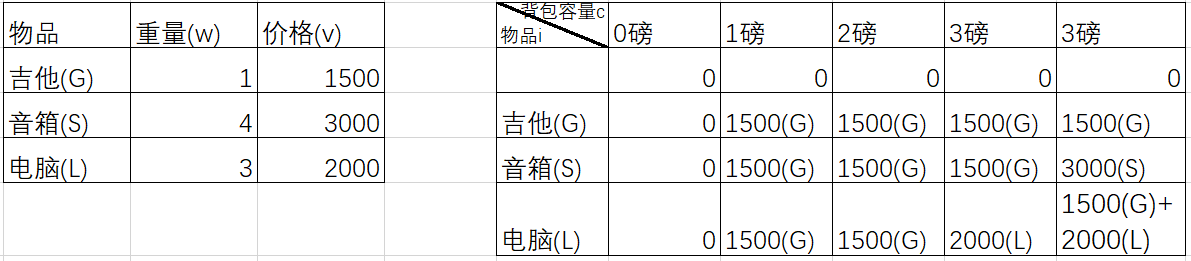 物品 重量(w) 价格(v)
吉他(G) 1 1500
音箱(S) 4 3000
电脑(L) 3 2000
背包容量c
物品i 0磅 1磅 2磅 3磅 3磅
0 0 0 0 0
吉他(G) 0 1500(G) 1500(G) 1500(G) 1500(G)
音箱(S) 0 1500(G) 1500(G) 1500(G) 3000(S)
1500(G)+
电脑(L) 0 1500(G) 1500(G) 2000(L) 2000(L)